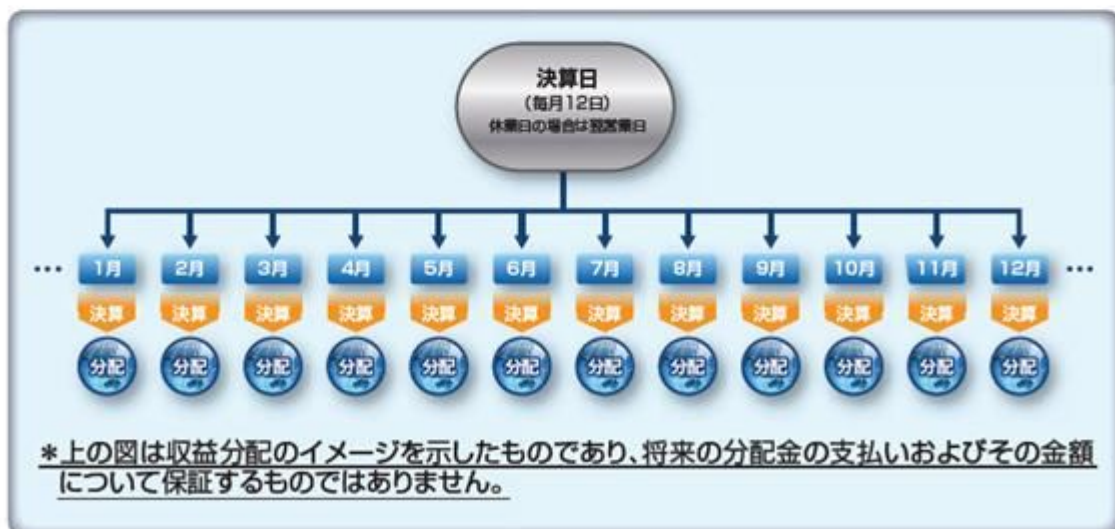 決算日
(毎月12日)
休業日の場合は翌営業日
… 1月 2月 3月 4月 5月 6月 7月 8月 9月 10月 11月 12月 …
決算 決算 決算 決算 決算 決算 決算 決算 決算 決算 決算 決算
分配 分配 分配 分配 分配 分配 分配 分配 分配 分配 分配 分配
*上の図は収益分配のイメージを示したものであり、将来の分配金の支払いおよびその金額
について保証するものではありません。